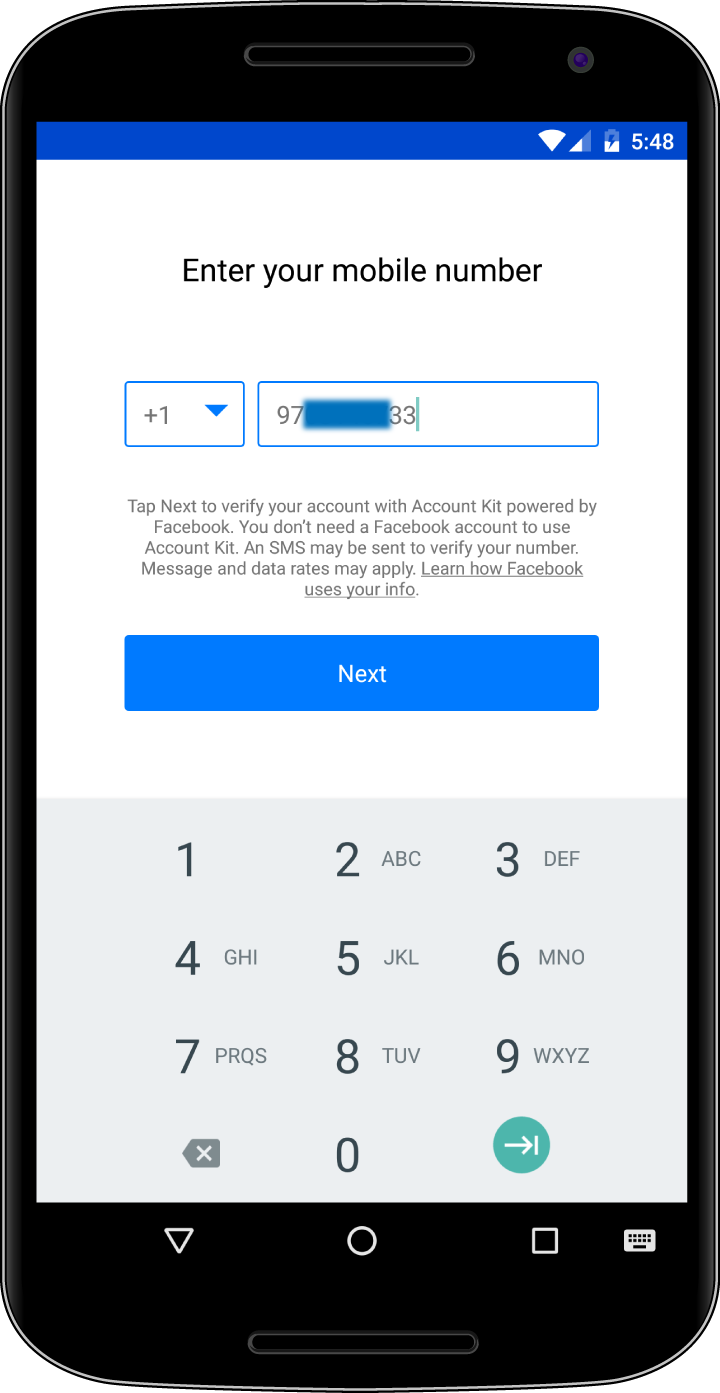 5:48
Enter your mobile number
+1
97 33
Tap Next to verify your account with Account Kit powered by
Facebook. You don’t need a Facebook account to use
Account Kit. An SMS may be sent to verify your number.
Message and data rates may apply. Learn how Facebook
uses your info.
Next
1 2 ABC 3 DEF
4 GHI 5 JKL 6 MNO
7 PRQS 8 TUV 9 WXYZ
0